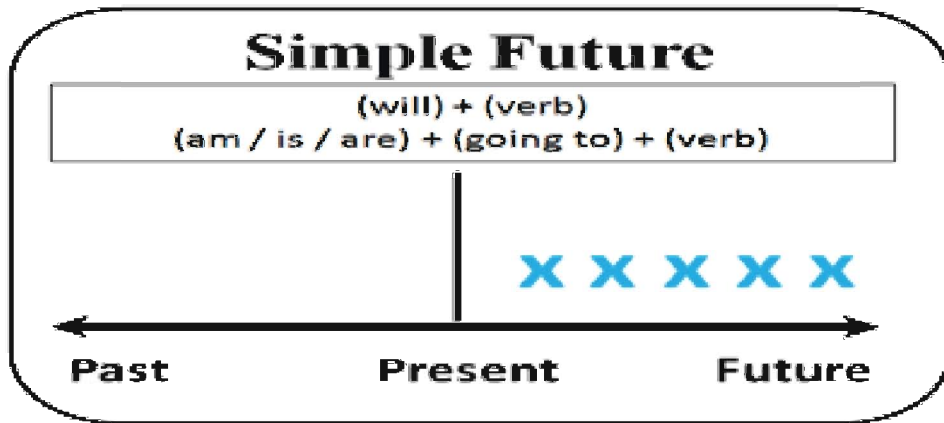 Simple Future
(will) + (verb)
(am / is / are) + (going to) + (verb)
x x x x x
Past Present Future